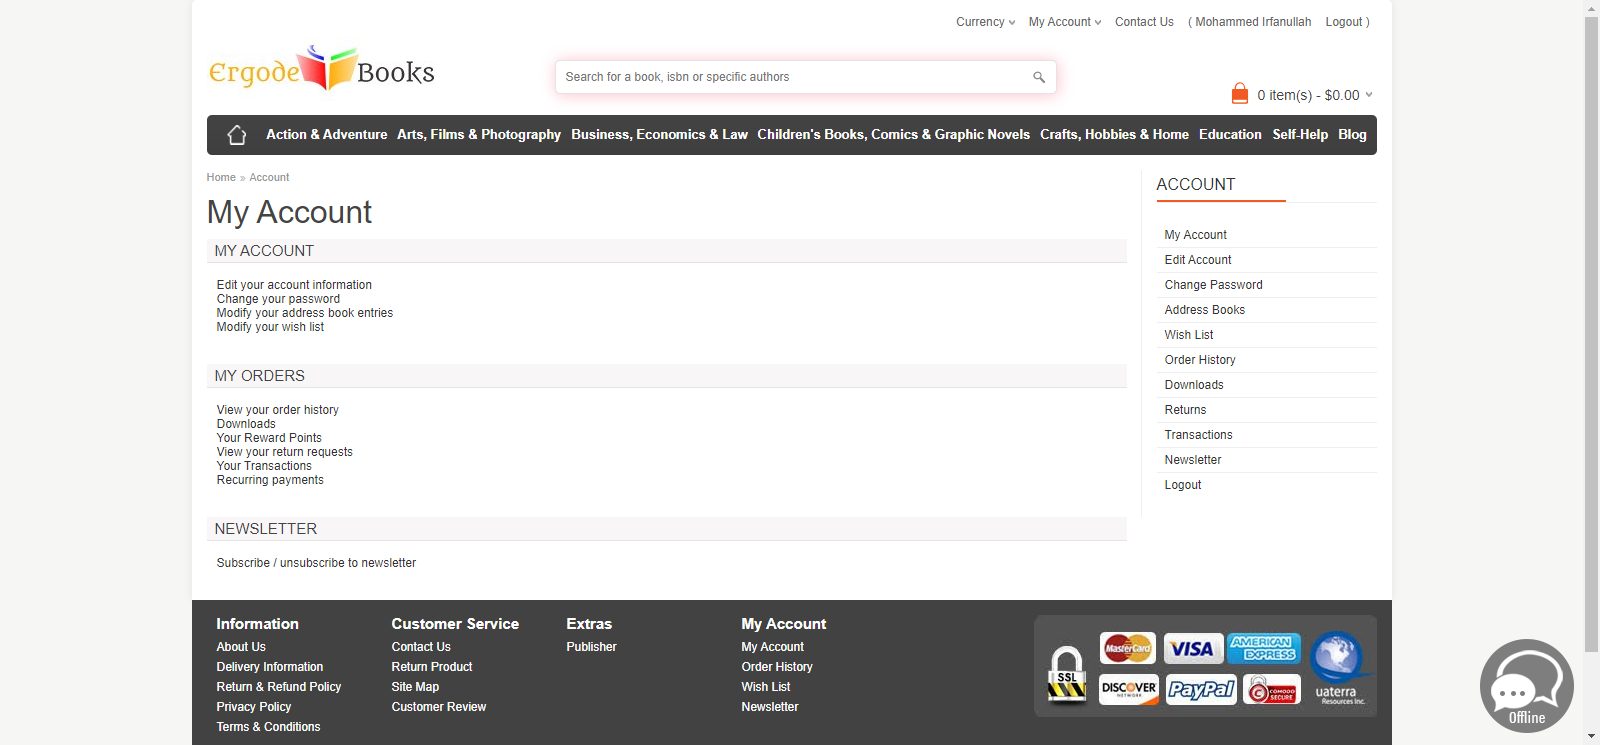 Currency My Account Contact Us ( Mohammed Irfanullah Logout )
Ergode Books
Search for a book, isbn or specific authors
0 item(s) - $0.00
Action & Adventure Arts, Films & Photography Business, Economics & Law Children's Books, Comics & Graphic Novels Crafts, Hobbies & Home Education Self-Help Blog
Home » Account
My Account
MY ACCOUNT
Edit your account information
Change your password
Modify your address book entries
Modify your wish list
MY ORDERS
View your order history
Downloads
Your Reward Points
View your return requests
Your Transactions
Recurring payments
NEWSLETTER
Subscribe / unsubscribe to newsletter
ACCOUNT
My Account
Edit Account
Change Password
Address Books
Wish List
Order History
Downloads
Returns
Transactions
Newsletter
Logout
Information
About Us
Delivery Information
Return & Refund Policy
Privacy Policy
Terms & Conditions
Customer Service
Contact Us
Return Product
Site Map
Customer Review
Extras
Publisher
My Account
My Account
Order History
Wish List
Newsletter
SSL
MasterCard
VISA
AMERICAN EXPRESS
DISCOVER NETWORK
PayPal
COMODO SECURE
uaterra
Resources Inc.
Offline